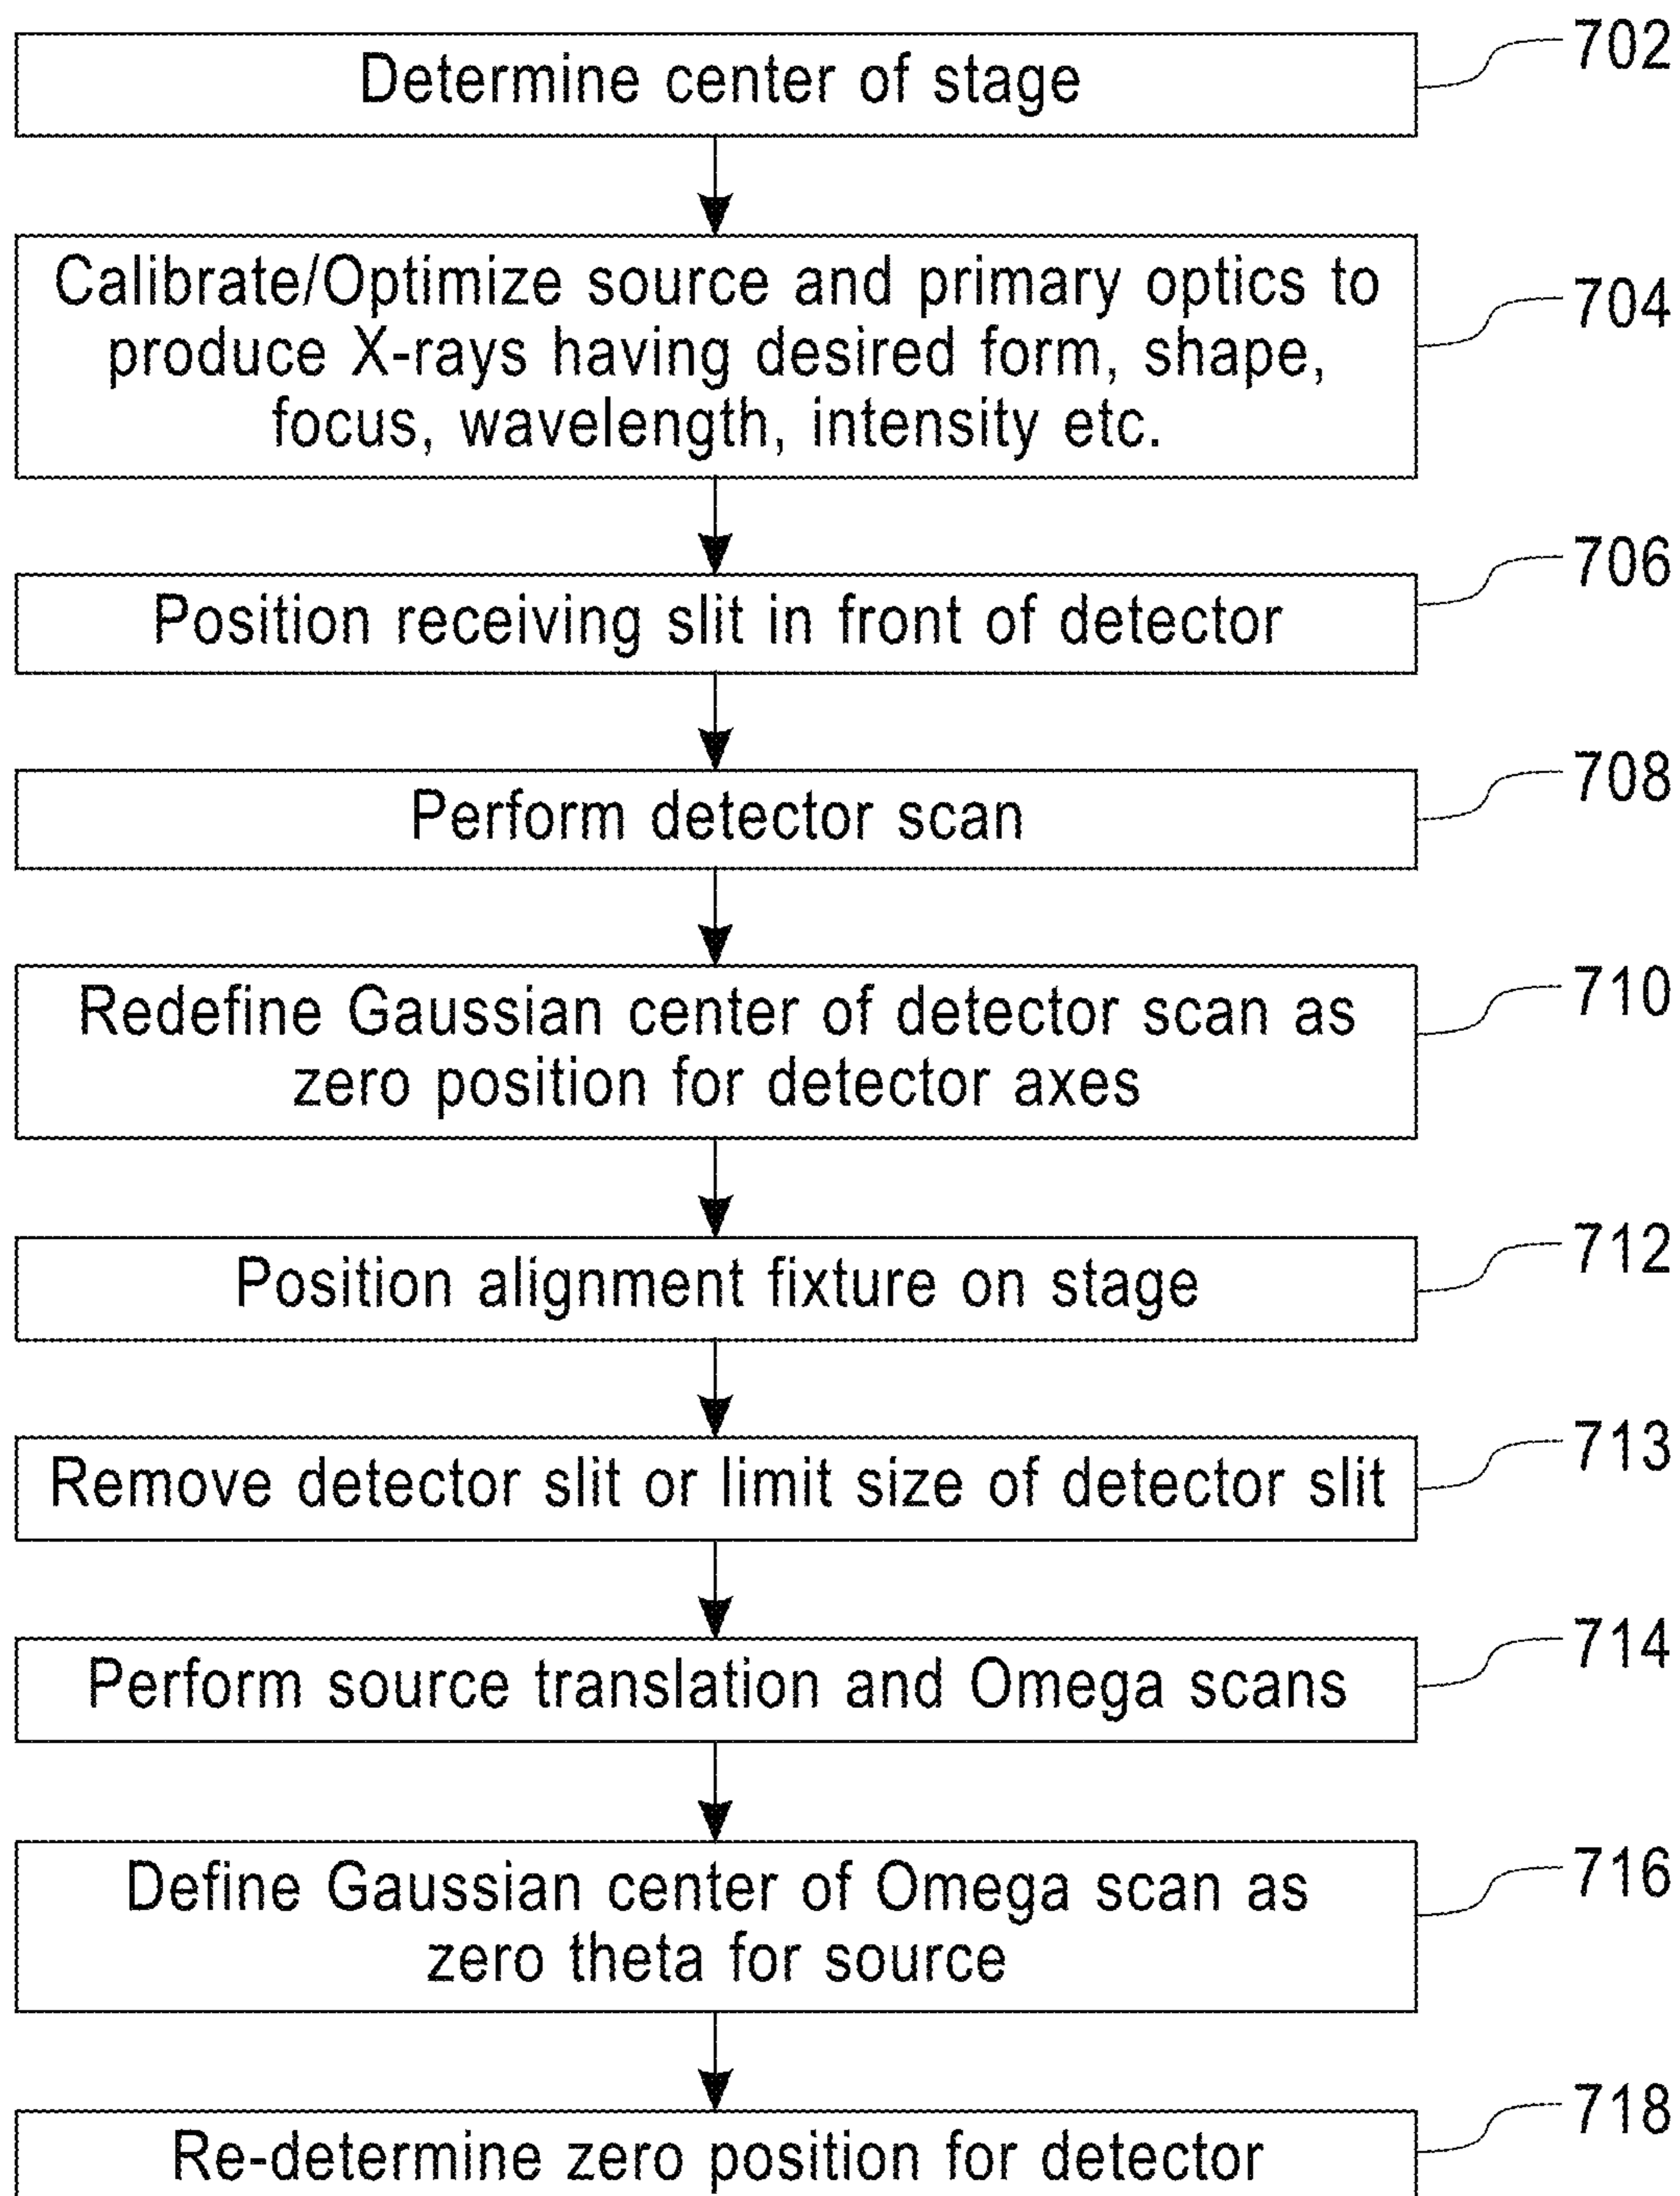 Determine center of stage
702
Calibrate/Optimize source and primary optics to
produce X-rays having desired form, shape,
focus, wavelength, intensity etc.
704
Position receiving slit in front of detector
706
Perform detector scan
708
Redefine Gaussian center of detector scan as
zero position for detector axes
710
Position alignment fixture on stage
712
Remove detector slit or limit size of detector slit
713
Perform source translation and Omega scans
714
Define Gaussian center of Omega scan as
zero theta for source
716
Re-determine zero position for detector
718